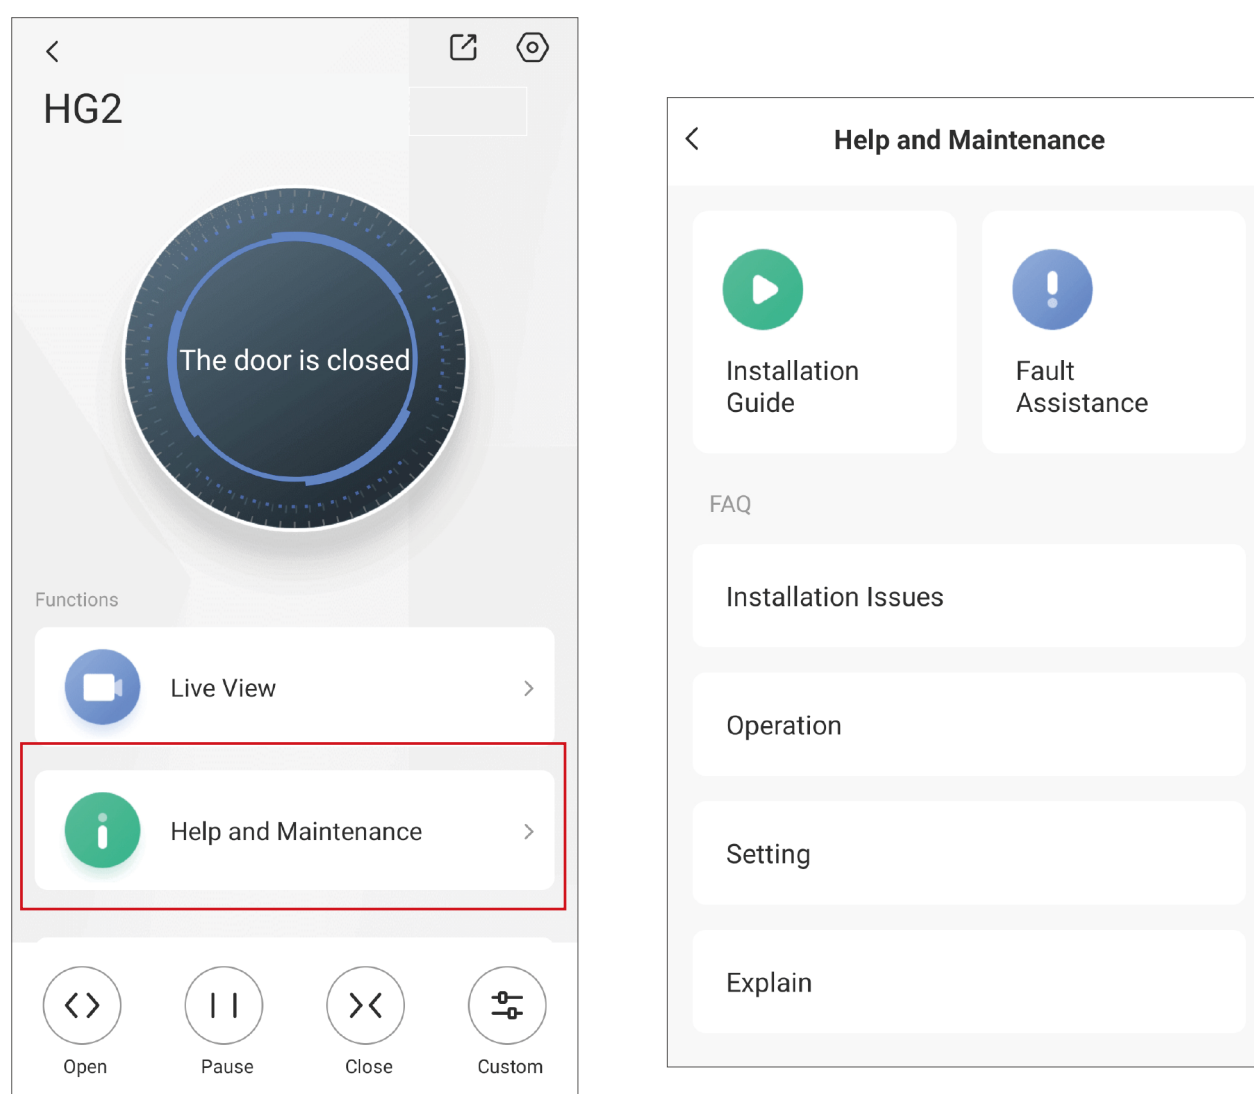 HG2
The door is closed
Functions
Live View
Help and Maintenance
Open
Pause
Close
Custom
Help and Maintenance
Installation
Guide
Fault
Assistance
FAQ
Installation Issues
Operation
Setting
Explain